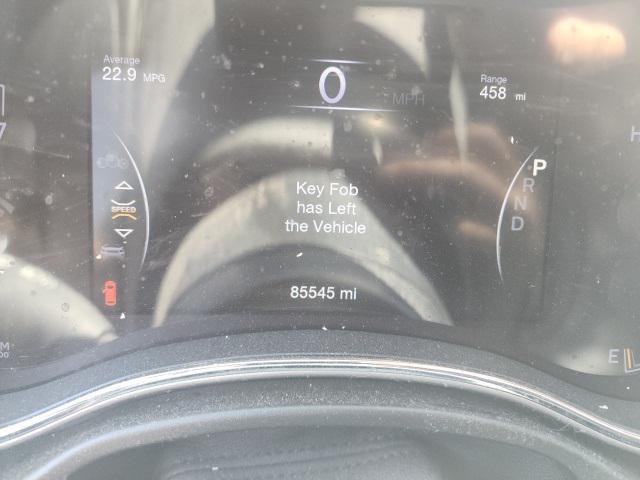 Average
22.9 MPG
0
MPH
Range
458 mi
H
P
R
N
D
SPEED
Key Fob
has Left
the Vehicle
85545 mi
E